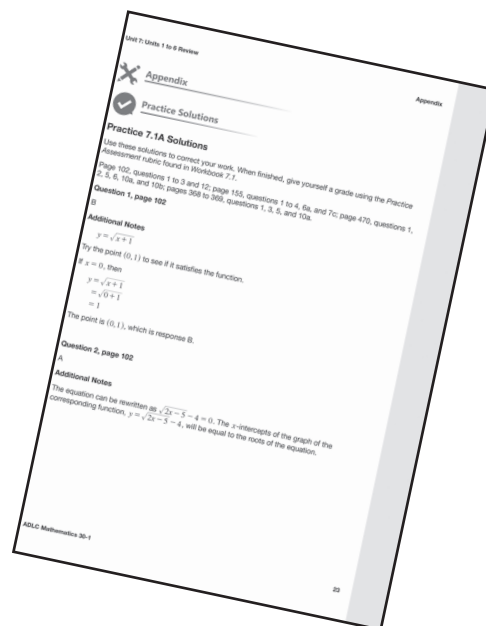 Unit 7: Units 1 to 6 Review
Appendix
Appendix
Practice Solutions
Practice 7.1A Solutions
Use these solutions to correct your work. When finished, give yourself a grade using the Practice
Assessment rubric found in Workbook 7.1.
Page 102, questions 1 to 3 and 12; page 155, questions 1 to 4, 6a, and 7c; page 470, questions 1,
2, 5, 6, 10a, and 10b; pages 368 to 369, questions 1, 3, 5, and 10a.
Question 1, page 102
B
Additional Notes
y = √x + 1
Try the point (0, 1) to see if it satisfies the function.
If x = 0, then
y = √x + 1
= √0 + 1
= 1
The point is (0, 1), which is response B.
Question 2, page 102
A
Additional Notes
The equation can be rewritten as √2x − 5 − 4 = 0. The x-intercepts of the graph of the
corresponding function, y = √2x − 5 − 4, will be equal to the roots of the equation.
ADLC Mathematics 30-1
23